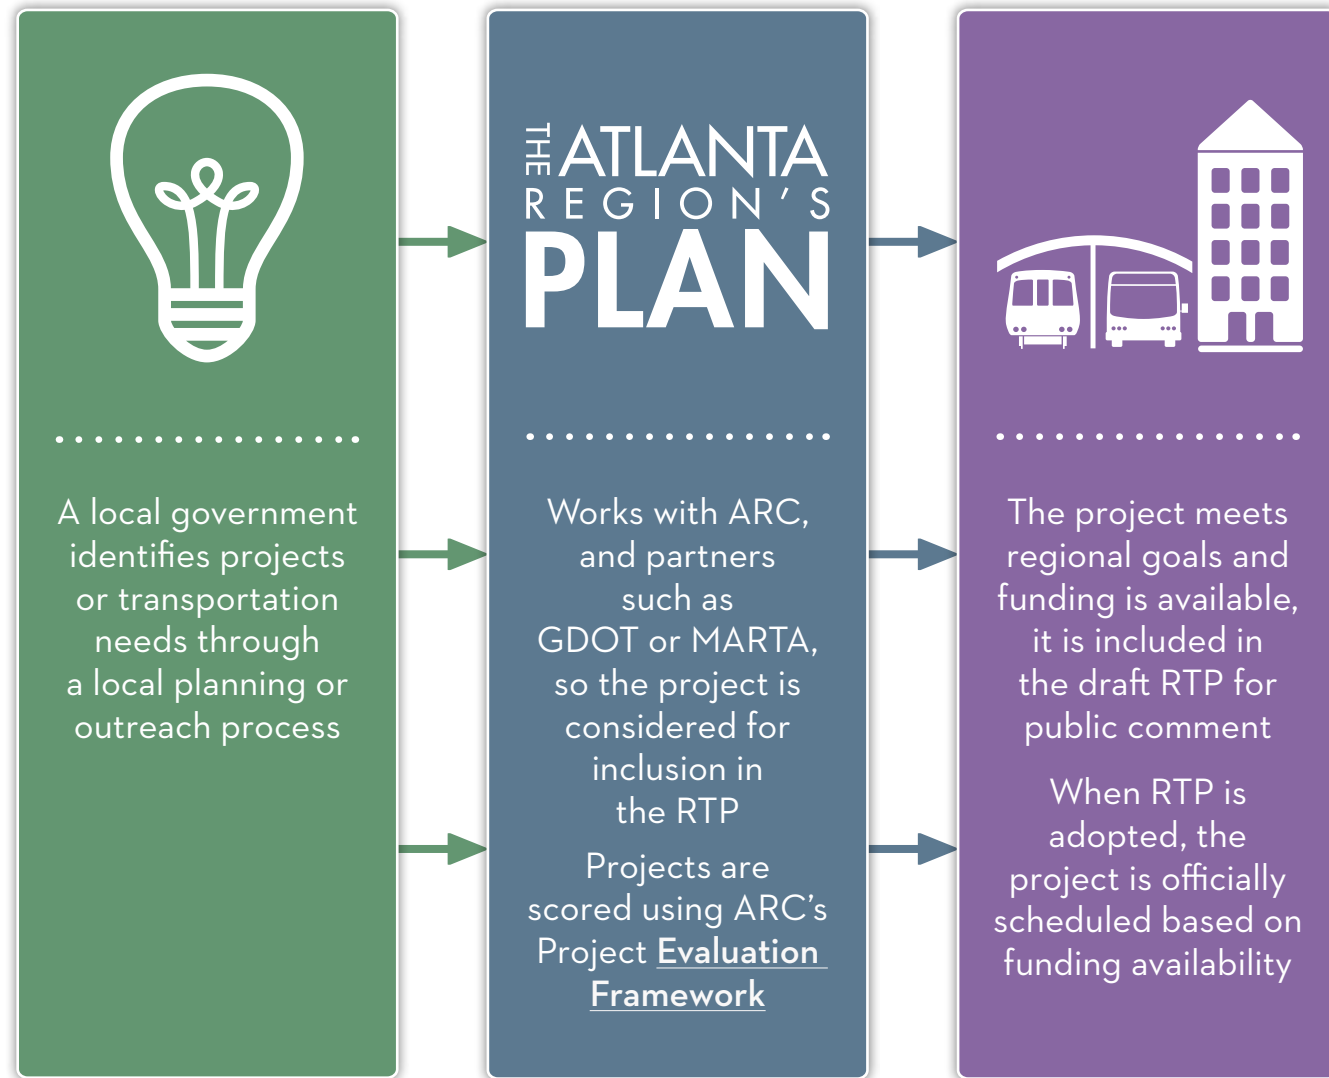 A local government
identifies projects
or transportation
needs through
a local planning or
outreach process
THE ATLANTA
REGION'S
PLAN
Works with ARC,
and partners
such as
GDOT or MARTA,
so the project is
considered for
inclusion in
the RTP
Projects are
scored using ARC's
Project Evaluation
Framework
The project meets
regional goals and
funding is available,
it is included in
the draft RTP for
public comment
When RTP is
adopted, the
project is officially
scheduled based on
funding availability